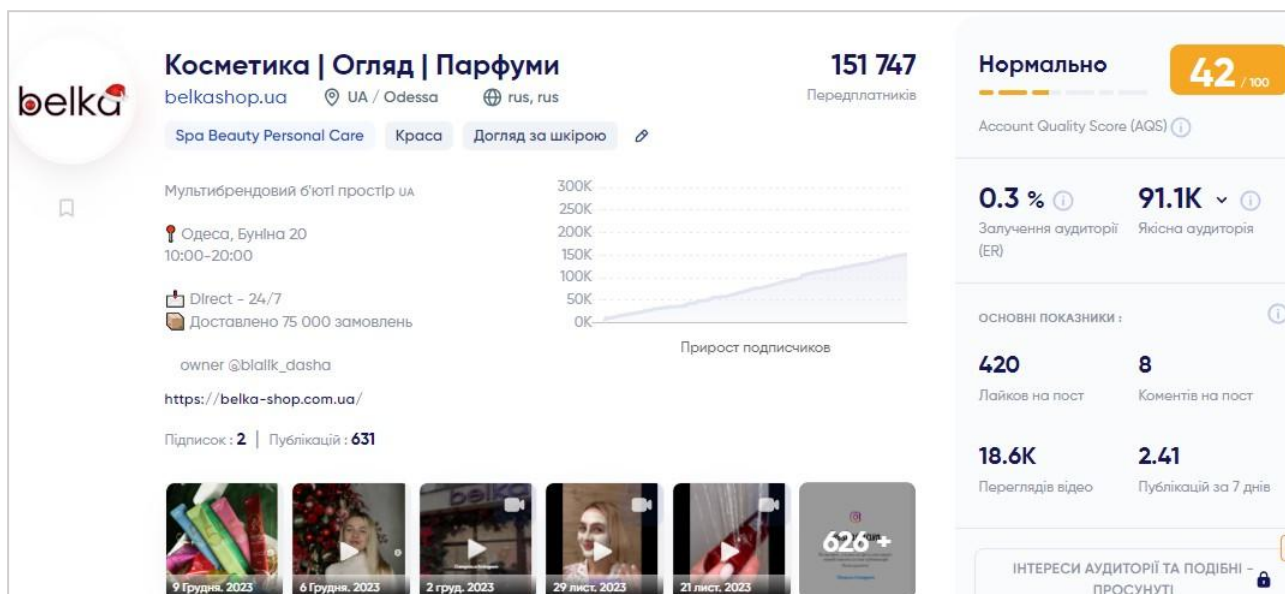 belka
Косметика | Огляд | Парфуми
belkashop.ua UA / Odessa rus, rus
Spa Beauty Personal Care Краса Догляд за шкірою
151 747
Передплатників
Мультибрендовий б'юті простір UA
Одеса, Буніна 20
10:00-20:00
Direct - 24/7
Доставлено 75 000 замовлень
owner @blalik_dasha
https://belka-shop.com.ua/
Підписок : 2 | Публікацій : 631
300K
250K
200K
150K
100K
50K
0K
Прирост подписчиков
9 Грудня. 2023
6 Грудня. 2023
2 груд. 2023
29 лист. 2023
21 лист. 2023
626 +
Нормально
42 / 100
Account Quality Score (AQS)
0.3 %
Залучення аудиторії
(ER)
91.1K
Якісна аудиторія
ОСНОВНІ ПОКАЗНИКИ :
420
Лайков на пост
8
Коментів на пост
18.6K
Переглядів відео
2.41
Публікацій за 7 днів
ІНТЕРЕСИ АУДИТОРІЇ ТА ПОДІБНІ -
ПРОСУНУТІ